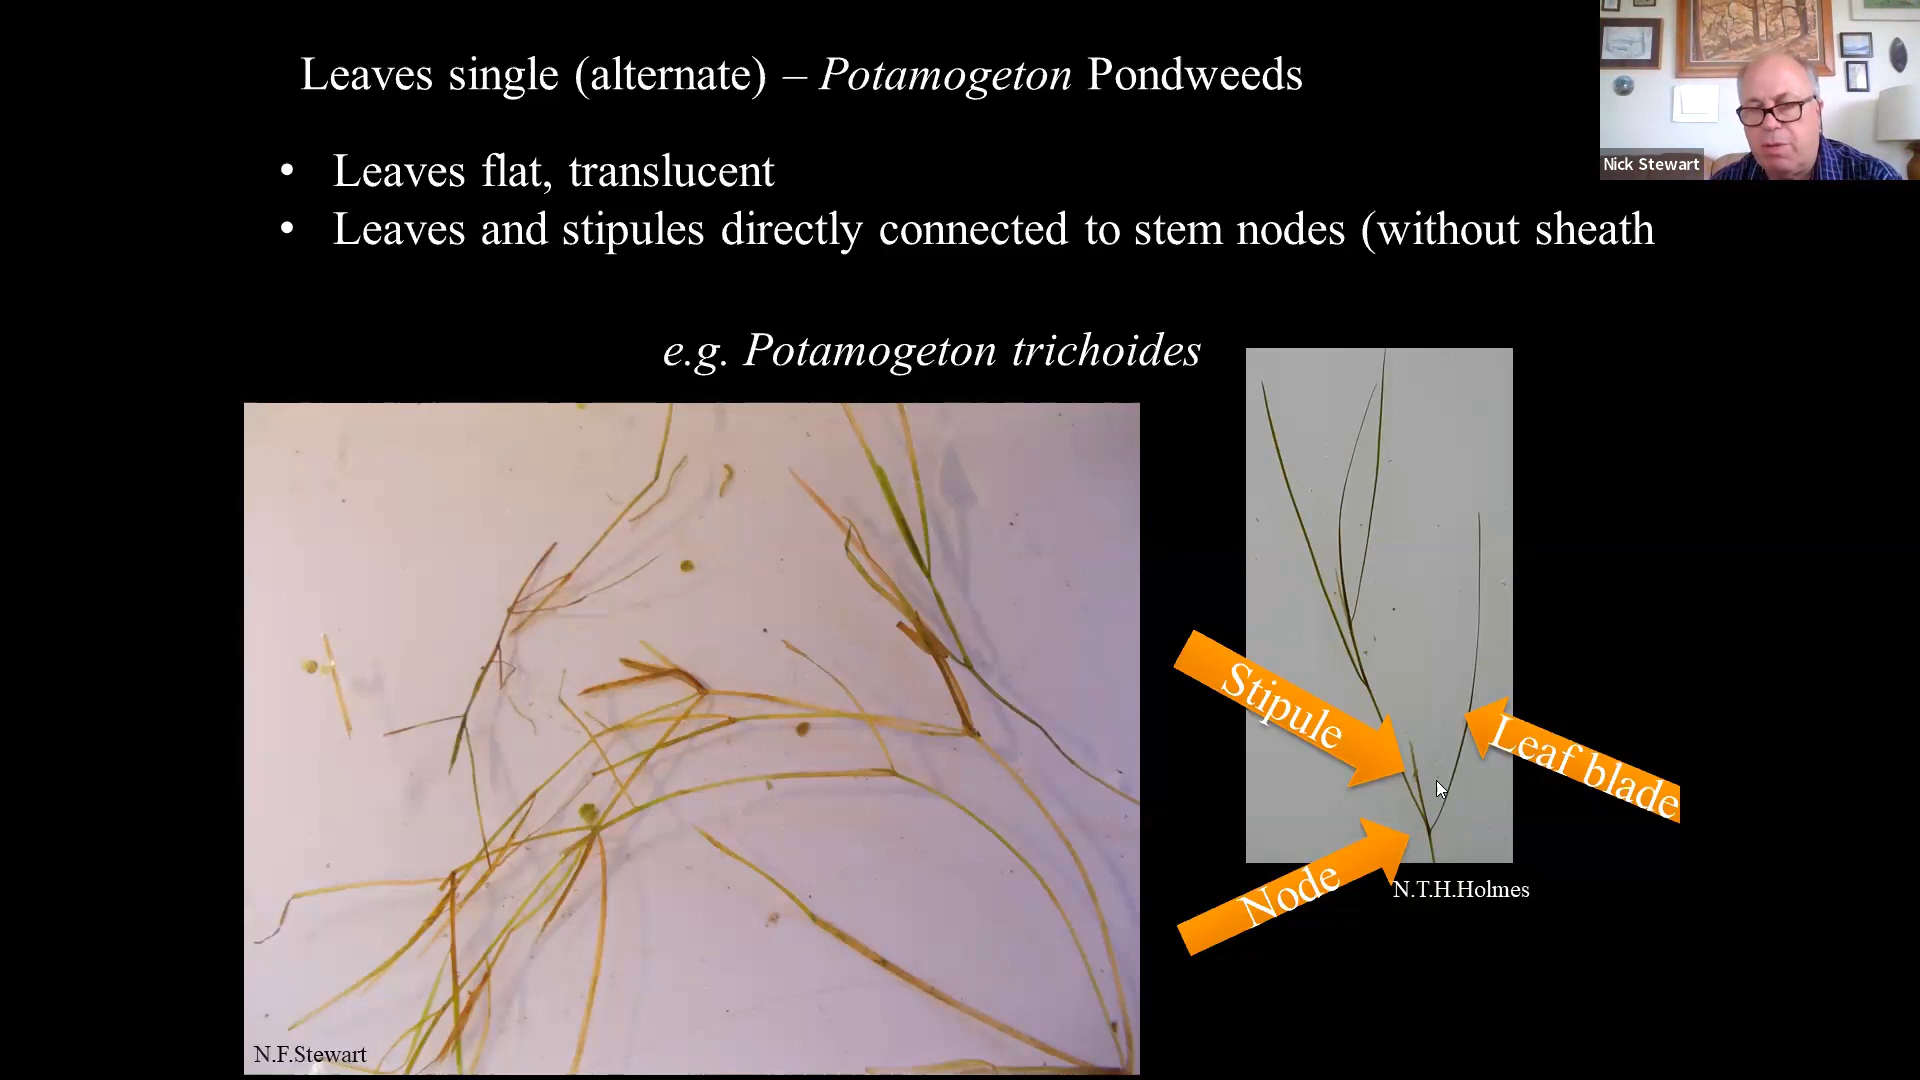 Leaves single (alternate) – Potamogeton Pondweeds
Nick Stewart
• Leaves flat, translucent
• Leaves and stipules directly connected to stem nodes (without sheath
e.g. Potamogeton trichoides
Stipule
Leaf blade
Node
N.T.H.Holmes
N.F.Stewart